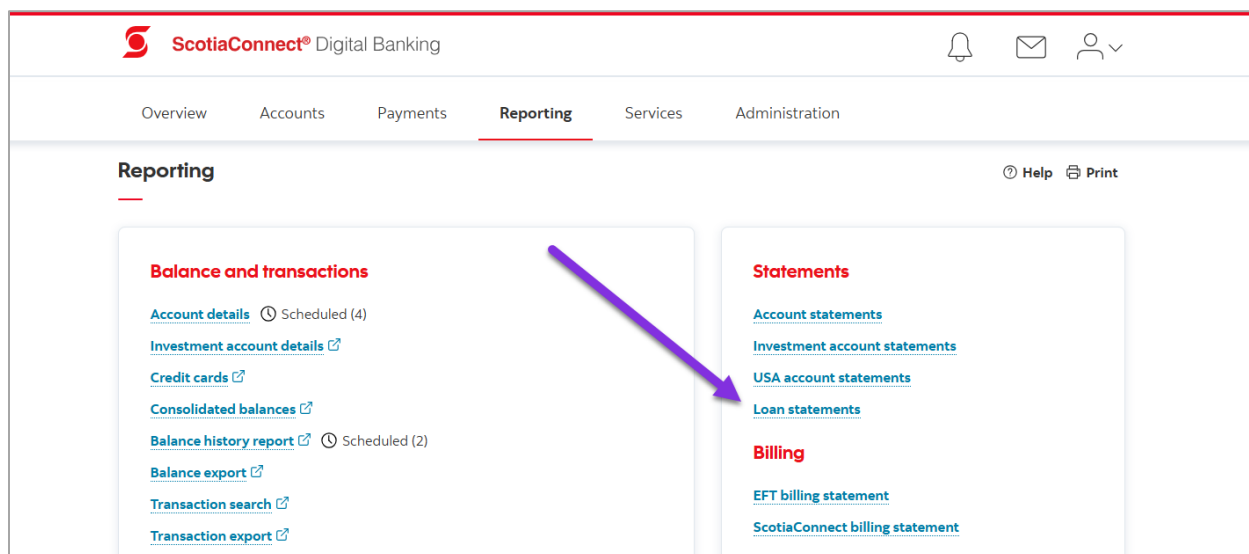 ScotiaConnect® Digital Banking
Overview Accounts Payments Reporting Services Administration
Reporting
Help Print
Balance and transactions
Account details Scheduled (4)
Investment account details
Credit cards
Consolidated balances
Balance history report Scheduled (2)
Balance export
Transaction search
Transaction export
Statements
Account statements
Investment account statements
USA account statements
Loan statements
Billing
EFT billing statement
ScotiaConnect billing statement